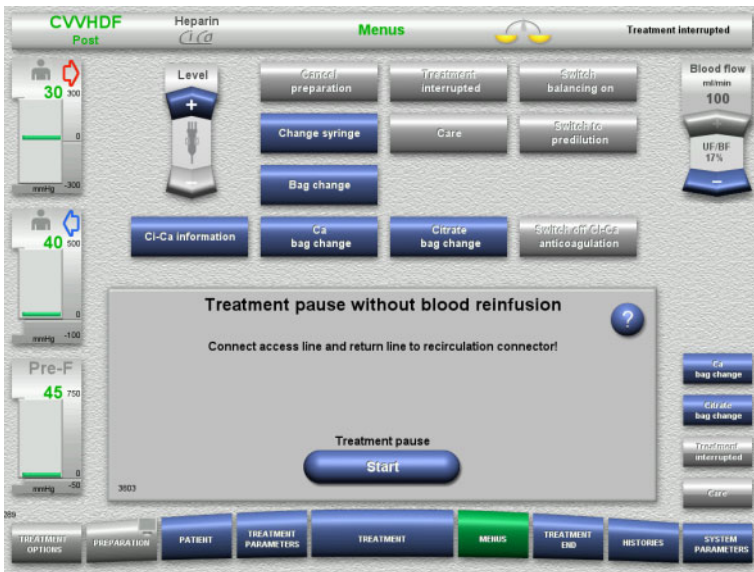 CVVHDF
Post
Heparin
Ci Ca
Menus
Treatment interrupted
30
300
0
mmHg
-300
Level
+
Cancel
preparation
Treatment
interrupted
Switch
balancing on
Change syringe
Care
Switch to
predilution
Bag change
Blood flow
ml/min
100
+
UF/BF
17%
–
40
500
0
mmHg
-100
Ci-Ca information
Ca
bag change
Citrate
bag change
Switch off Ci-Ca
anticoagulation
Treatment pause without blood reinfusion
?
Connect access line and return line to recirculation connector!
Treatment pause
Start
3603
Pre-F
45
750
0
mmHg
-50
Ca
bag change
Citrate
bag change
Treatment
interrupted
Care
TREATMENT
OPTIONS
PREPARATION
PATIENT
TREATMENT
PARAMETERS
TREATMENT
MENUS
TREATMENT
END
HISTORIES
SYSTEM
PARAMETERS